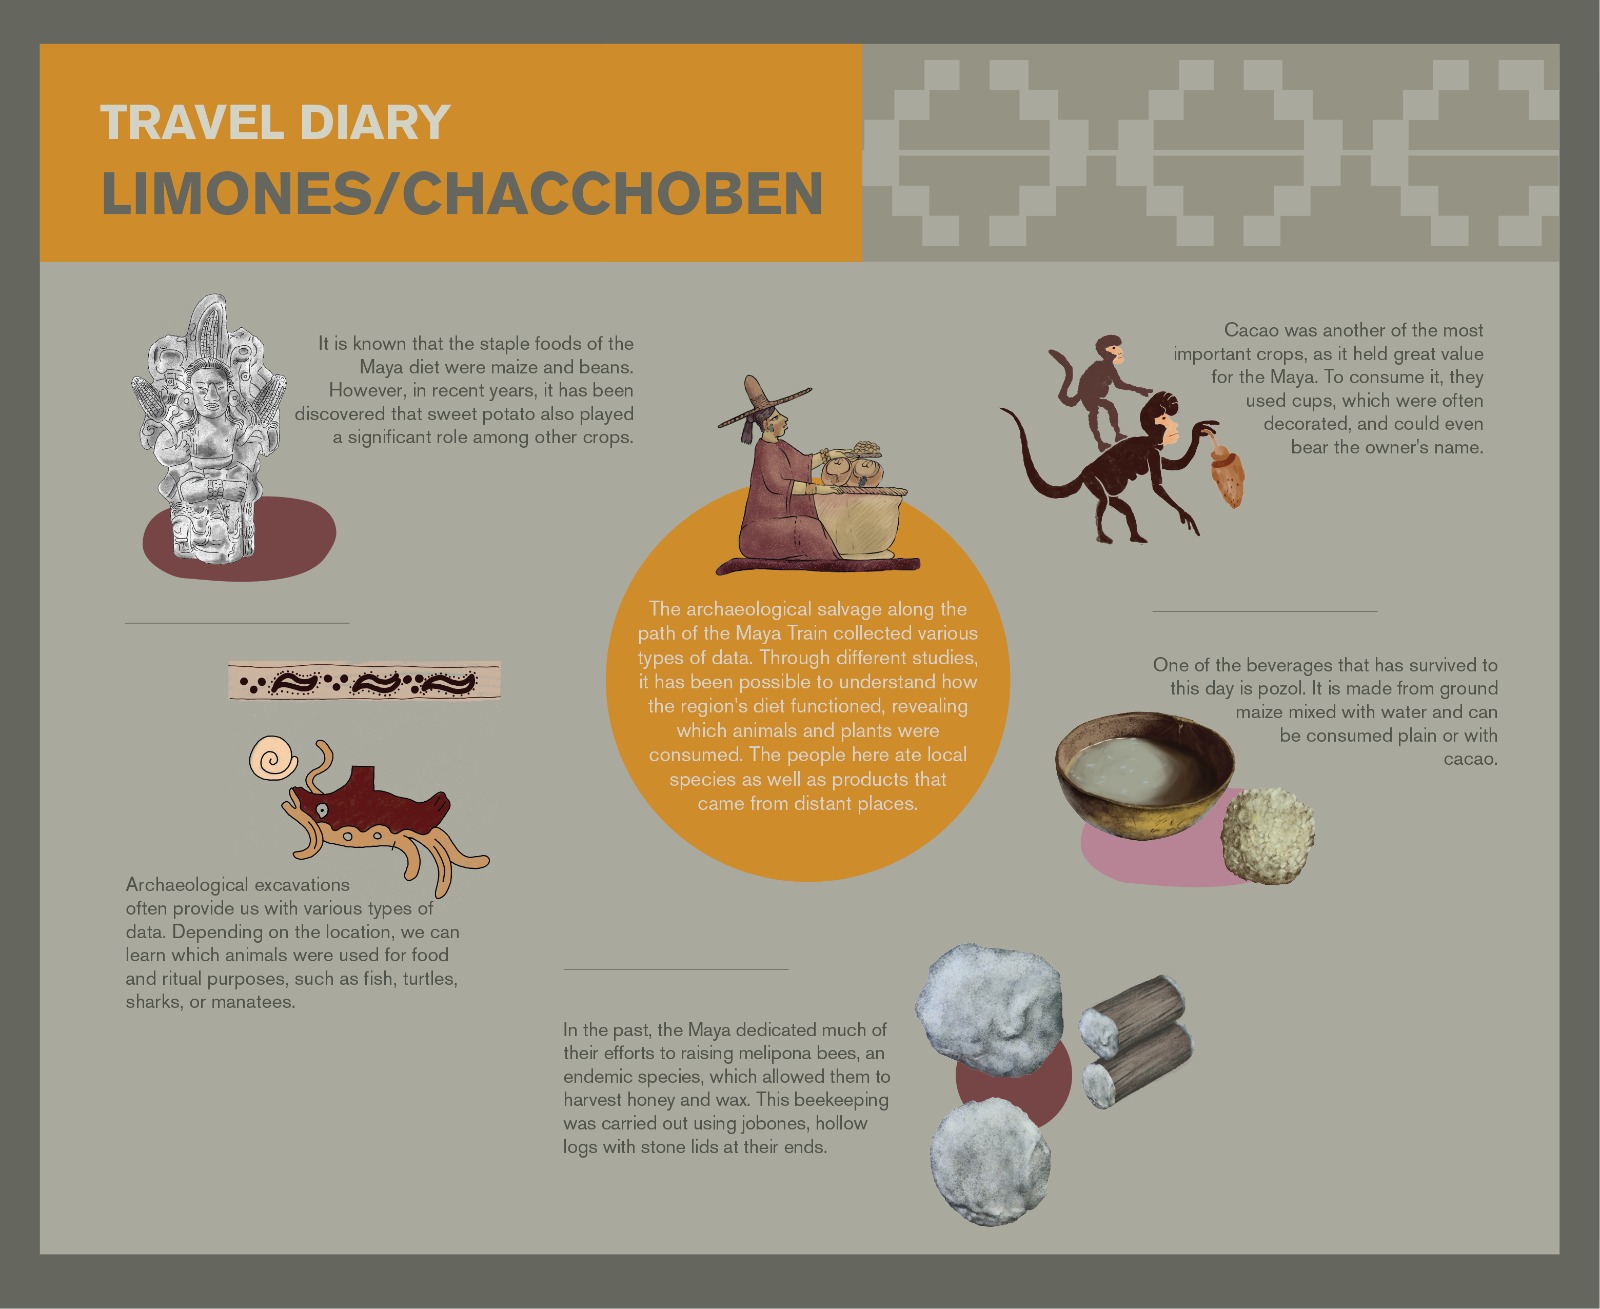 TRAVEL DIARY
LIMONES/CHACCHOBEN
It is known that the staple foods of the
Maya diet were maize and beans.
However, in recent years, it has been
discovered that sweet potato also played
a significant role among other crops.
Cacao was another of the most
important crops, as it held great value
for the Maya. To consume it, they
used cups, which were often
decorated, and could even
bear the owner's name.
The archaeological salvage along the
path of the Maya Train collected various
types of data. Through different studies,
it has been possible to understand how
the region's diet functioned, revealing
which animals and plants were
consumed. The people here ate local
species as well as products that
came from distant places.
One of the beverages that has survived to
this day is pozol. It is made from ground
maize mixed with water and can
be consumed plain or with
cacao.
Archaeological excavations
often provide us with various types of
data. Depending on the location, we can
learn which animals were used for food
and ritual purposes, such as fish, turtles,
sharks, or manatees.
In the past, the Maya dedicated much of
their efforts to raising melipona bees, an
endemic species, which allowed them to
harvest honey and wax. This beekeeping
was carried out using jobones, hollow
logs with stone lids at their ends.